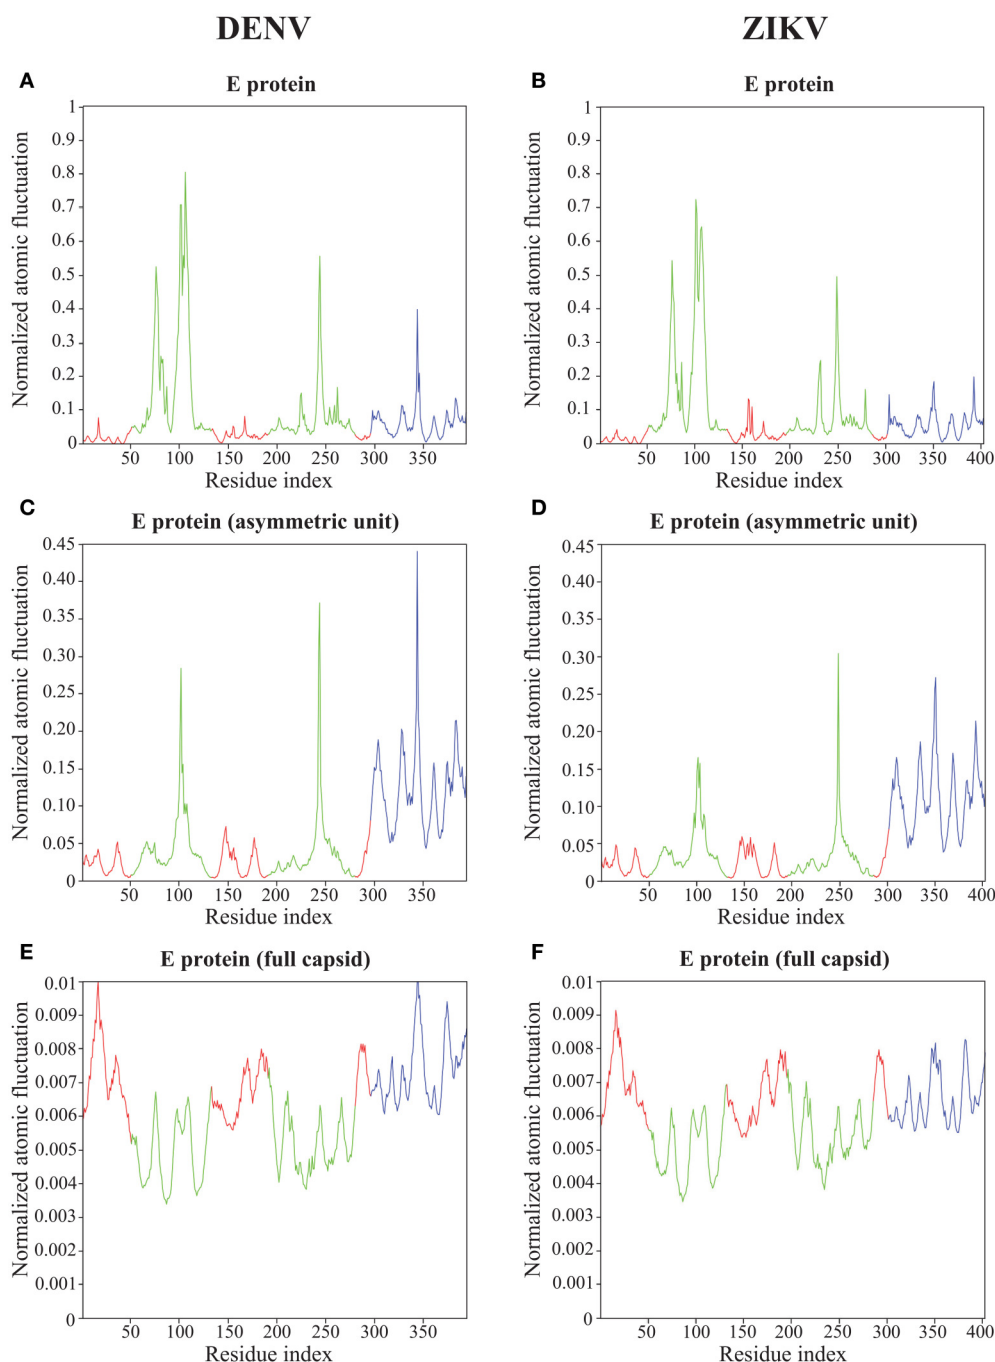 DENV
ZIKV
A
E protein
Normalized atomic fluctuation
1
0.9
0.8
0.7
0.6
0.5
0.4
0.3
0.2
0.1
0
50 100 150 200 250 300 350
Residue index
B
E protein
Normalized atomic fluctuation
1
0.9
0.8
0.7
0.6
0.5
0.4
0.3
0.2
0.1
0
50 100 150 200 250 300 350 400
Residue index
C
E protein (asymmetric unit)
Normalized atomic fluctuation
0.45
0.40
0.35
0.30
0.25
0.20
0.15
0.10
0.05
0
50 100 150 200 250 300 350
Residue index
D
E protein (asymmetric unit)
Normalized atomic fluctuation
0.45
0.40
0.35
0.30
0.25
0.20
0.15
0.10
0.05
0
50 100 150 200 250 300 350 400
Residue index
E
E protein (full capsid)
Normalized atomic fluctuation
0.01
0.009
0.008
0.007
0.006
0.005
0.004
0.003
0.002
0.001
0
50 100 150 200 250 300 350
Residue index
F
E protein (full capsid)
Normalized atomic fluctuation
0.01
0.009
0.008
0.007
0.006
0.005
0.004
0.003
0.002
0.001
0
50 100 150 200 250 300 350 400
Residue index